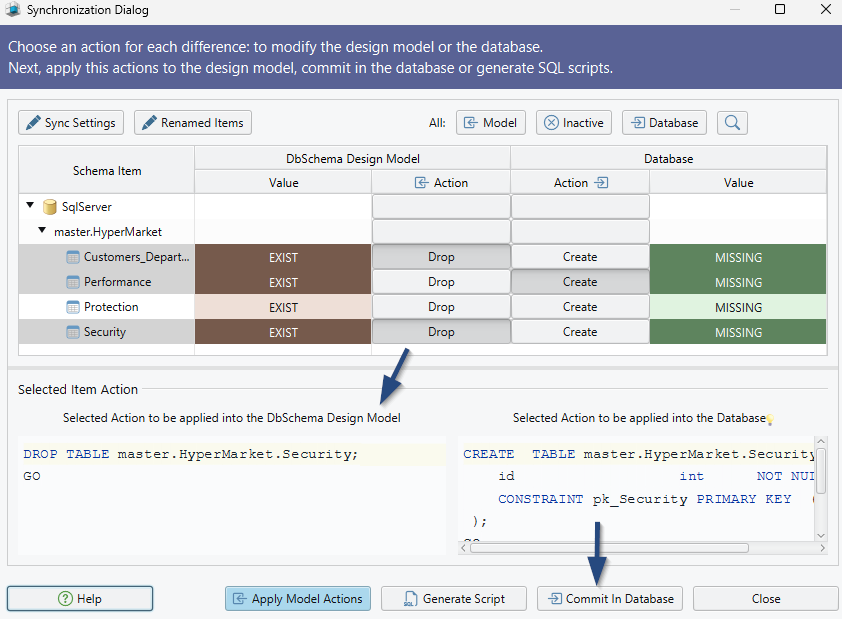 Synchronization Dialog
Choose an action for each difference: to modify the design model or the database.
Next, apply this actions to the design model, commit in the database or generate SQL scripts.
Sync Settings Renamed Items All: Model Inactive Database
Schema Item DbSchema Design Model Database
Value Action Action Value
SqlServer
master.HyperMarket
Customers_Depart... EXIST Drop Create MISSING
Performance EXIST Drop Create MISSING
Protection EXIST Drop Create MISSING
Security EXIST Drop Create MISSING
Selected Item Action
Selected Action to be applied into the DbSchema Design Model
DROP TABLE master.HyperMarket.Security;
GO
Selected Action to be applied into the Database
CREATE TABLE master.HyperMarket.Security
id int NOT NUL
CONSTRAINT pk_Security PRIMARY KEY (
);
Help Apply Model Actions SQL Generate Script Commit In Database Close